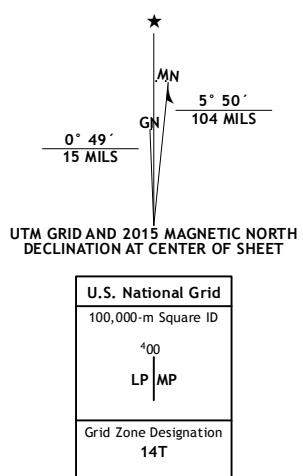 ★
MN
GN
5° 50´
104 MILS
0° 49´
15 MILS
UTM GRID AND 2015 MAGNETIC NORTH
DECLINATION AT CENTER OF SHEET
U.S. National Grid
100,000-m Square ID
⁴00
LP MP
Grid Zone Designation
14T